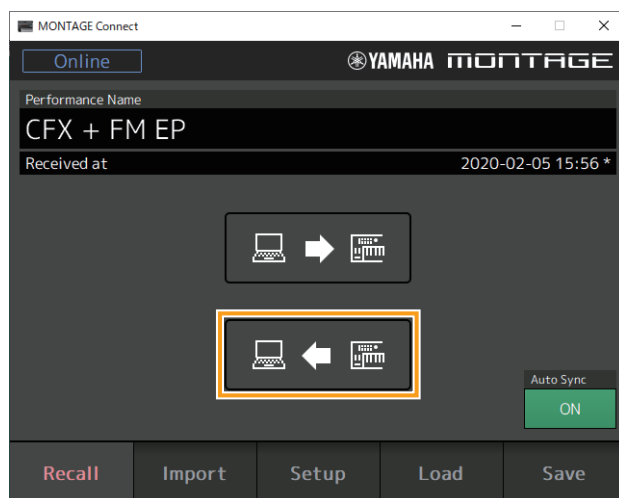 MONTAGE Connect
Online
YAMAHA MONTAGE
Performance Name
CFX + FM EP
Received at 2020-02-05 15:56 *
Auto Sync
ON
Recall Import Setup Load Save